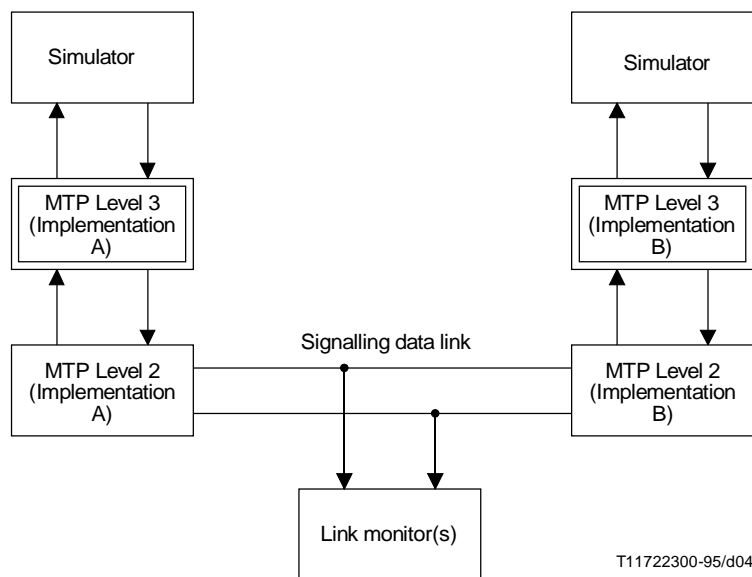 Simulator
Simulator
MTP Level 3
(Implementation
A)
MTP Level 3
(Implementation
B)
Signalling data link
MTP Level 2
(Implementation
A)
MTP Level 2
(Implementation
B)
Link monitor(s)
T11722300-95/d04